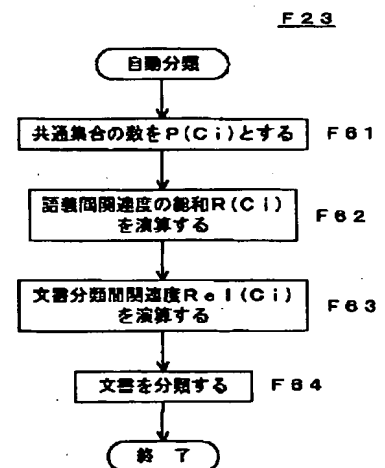 F23
自動分類
共通集合の数をP(Ci)とする F61
語義間関連度の総和R(Ci)
を演算する F62
文書分類間関連度Rel(Ci)
を演算する F63
文書を分類する F64
終了